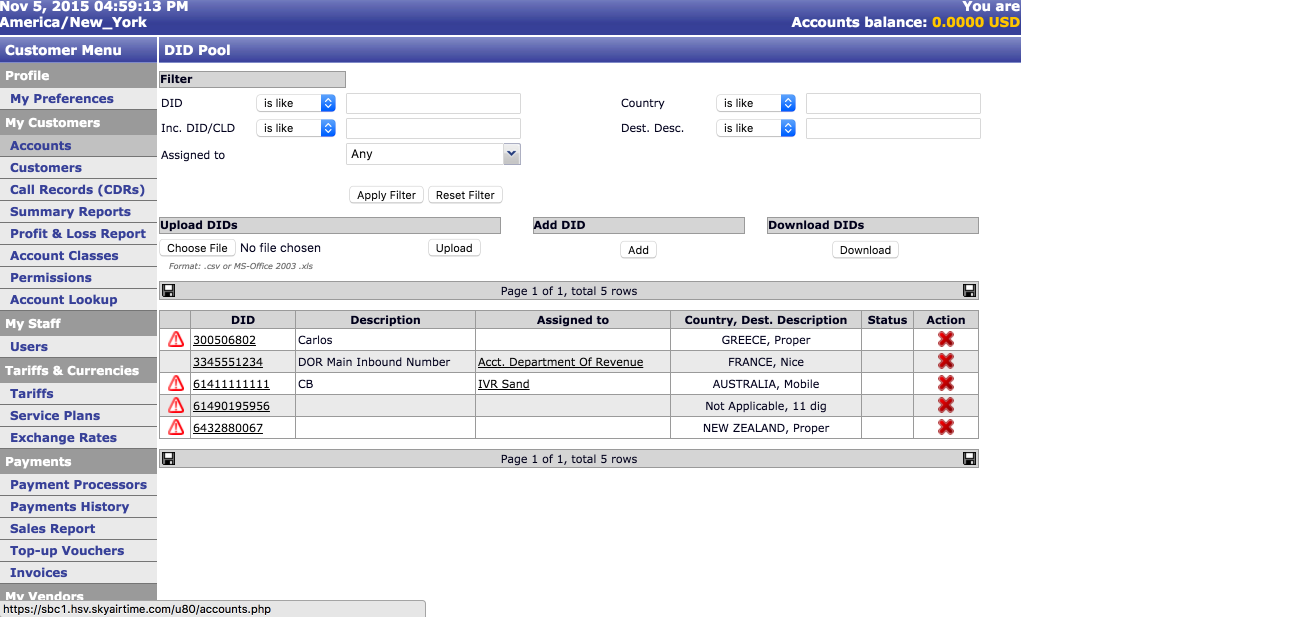 Nov 5, 2015 04:59:13 PM
You are
America/New_York
Accounts balance: 0.0000 USD
Customer Menu
Profile
My Preferences
My Customers
Accounts
Customers
Call Records (CDRs)
Summary Reports
Profit & Loss Report
Account Classes
Permissions
Account Lookup
My Staff
Users
Tariffs & Currencies
Tariffs
Service Plans
Exchange Rates
Payments
Payment Processors
Payments History
Sales Report
Top-up Vouchers
Invoices
My Vendors
https://sbc1.hsv.skyairtime.com/u80/accounts.php
DID Pool
Filter
DID is like Country is like
Inc. DID/CLD is like Dest. Desc. is like
Assigned to Any
Apply Filter Reset Filter
Upload DIDs Add DID Download DIDs
Choose File No file chosen Upload Add Download
Format: .csv or MS-Office 2003 .xls
Page 1 of 1, total 5 rows
DID Description Assigned to Country, Dest. Description Status Action
300506802 Carlos GREECE, Proper
3345551234 DOR Main Inbound Number Acct. Department Of Revenue FRANCE, Nice
61411111111 CB IVR Sand AUSTRALIA, Mobile
61490195956 Not Applicable, 11 dig
6432880067 NEW ZEALAND, Proper
Page 1 of 1, total 5 rows